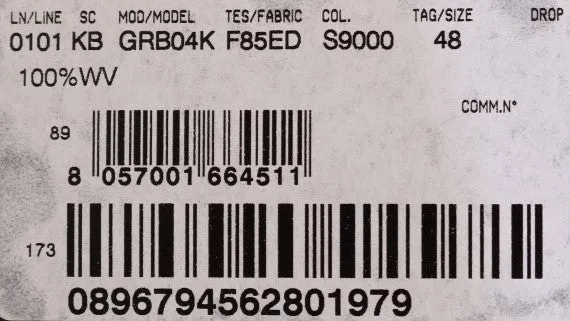 LN/LINE SC MOD/MODEL TES/FABRIC COL. TAG/SIZE DROP
0101 KB GRB04K F85ED S9000 48
100%WV
COMM.N°
89
8 057001 664511
173
0896794562801979